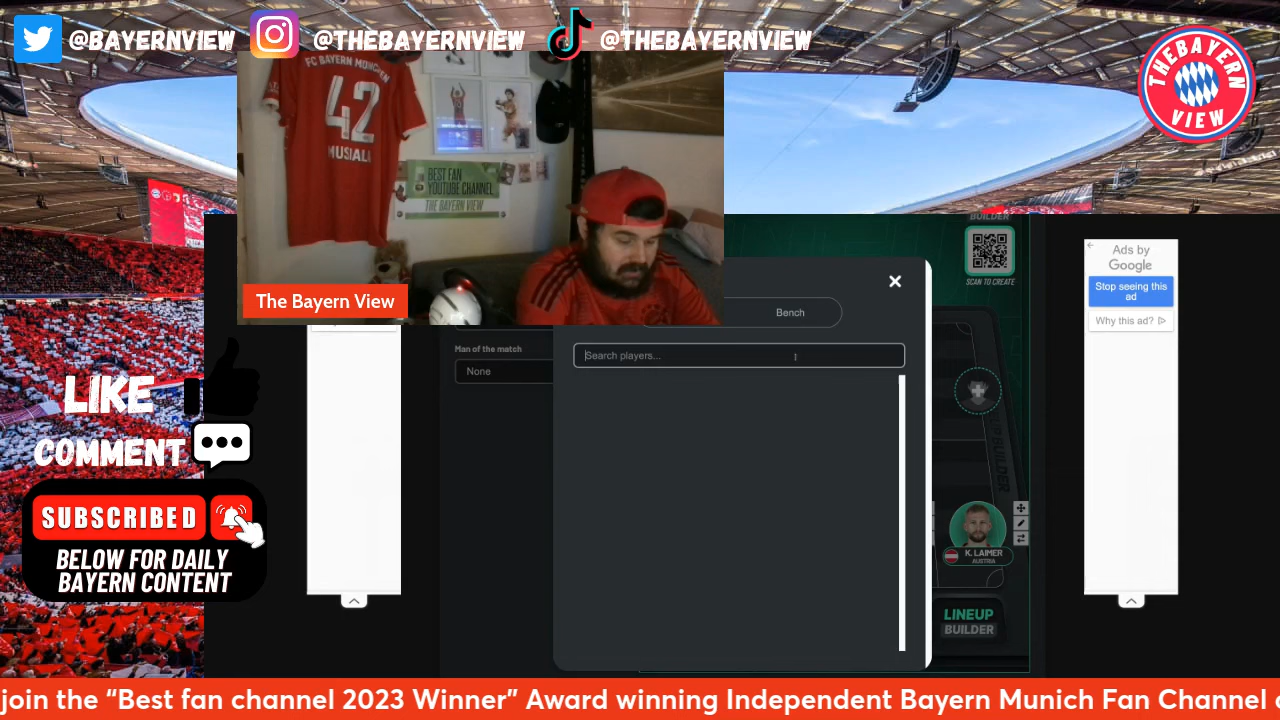 @BAYERNVIEW
@THEBAYERNVIEW
@THEBAYERNVIEW
THEBAYERN
VIEW
FC BAYERN MÜNCHEN
42
MUSIALA
BEST FAN
YOUTUBE CHANNEL
THE BAYERN VIEW
The Bayern View
BUILDER
SCAN TO CREATE
Ads by
Google
Stop seeing this
ad
Why this ad?
Bench
Search players...
Man of the match
None
LIKE
COMMENT
SUBSCRIBED
BELOW FOR DAILY
BAYERN CONTENT
K. LAIMER
AUSTRIA
LINEUP
BUILDER
join the “Best fan channel 2023 Winner” Award winning Independent Bayern Munich Fan Channel